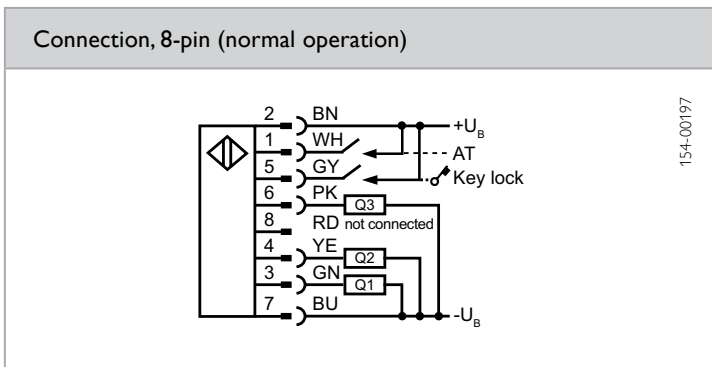 Connection, 8-pin (normal operation)
154-00197
2 BN +UB
1 WH AT
5 GY Key lock
6 PK Q3
8 RD not connected
4 YE Q2
3 GN Q1
7 BU -UB